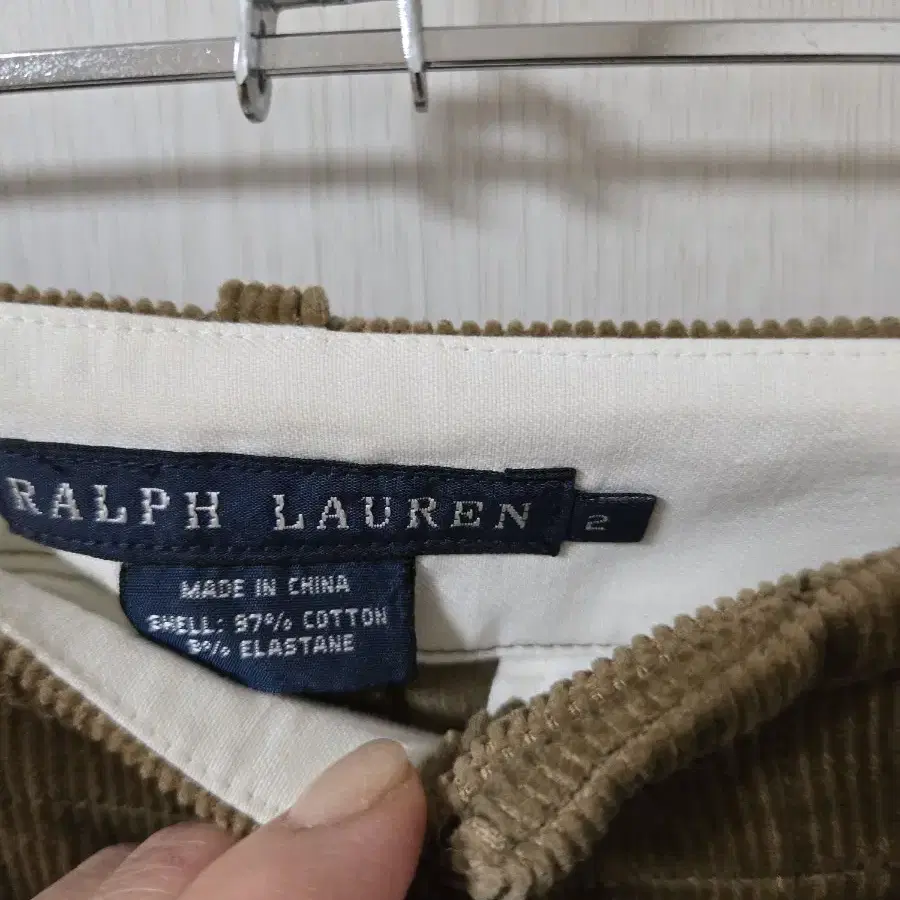 RALPH LAUREN
2
MADE IN CHINA
SHELL: 97% COTTON
3% ELASTANE